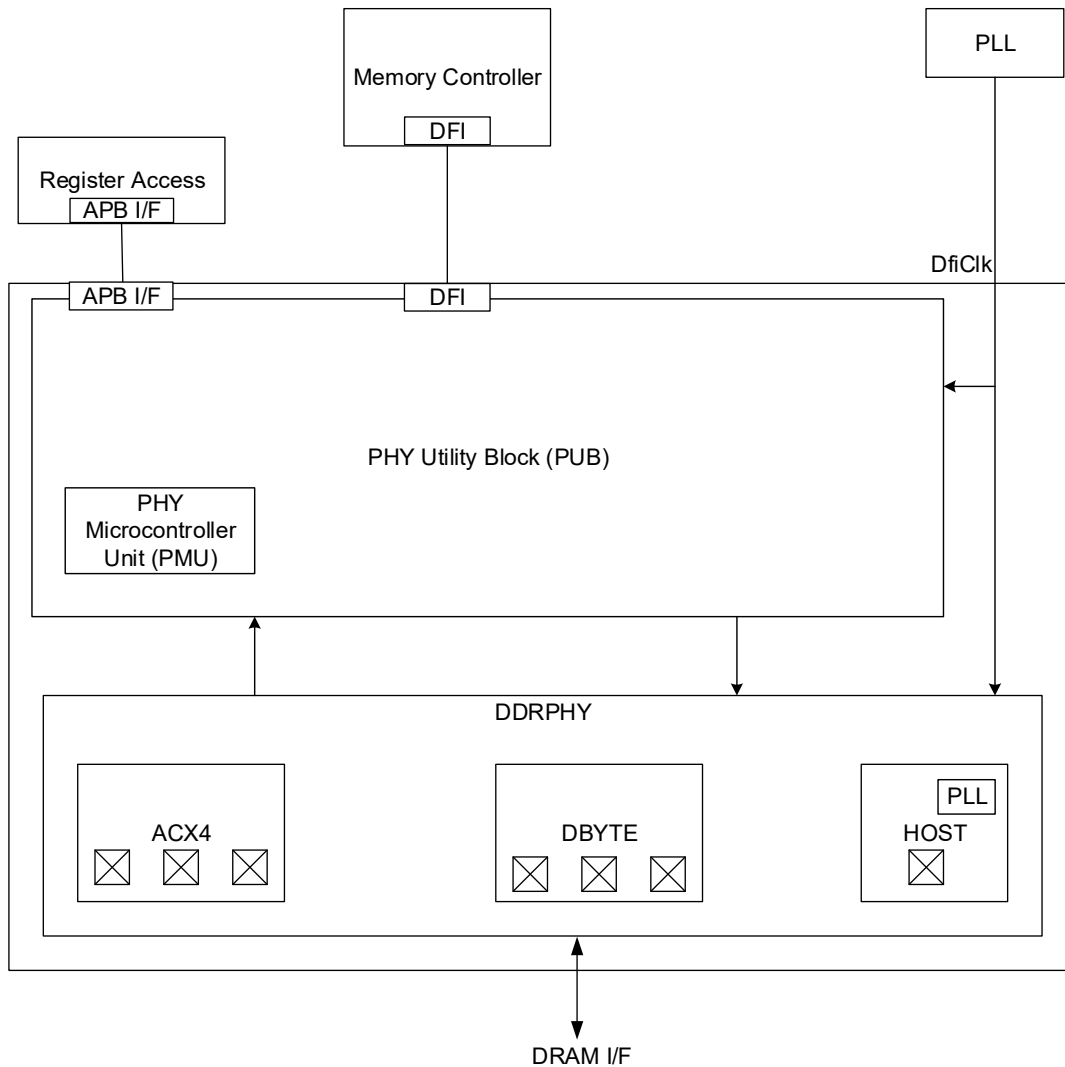 PLL
Memory Controller
DFI
Register Access
APB I/F
DfiClk
APB I/F
DFI
PHY Utility Block (PUB)
PHY
Microcontroller
Unit (PMU)
DDRPHY
PLL
ACX4
DBYTE
HOST
DRAM I/F